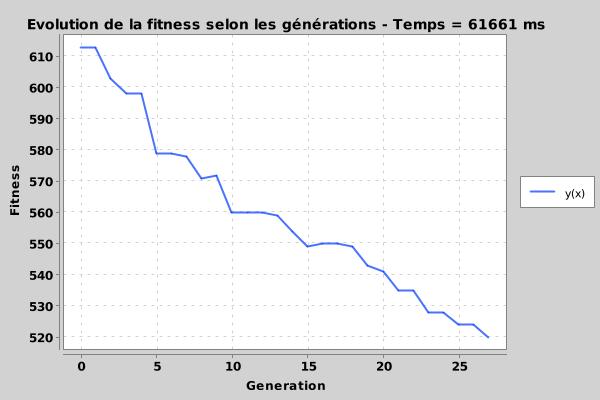 Evolution de la fitness selon les générations - Temps = 61661 ms
610
600
590
580
570
560
550
540
530
520
Fitness
0 5 10 15 20 25
Generation
y(x)